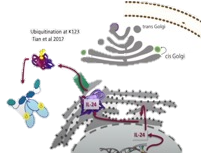 trans Golgi
Ubiquitination at K123
Tian et al 2017
cis Golgi
IL-24
IL-24